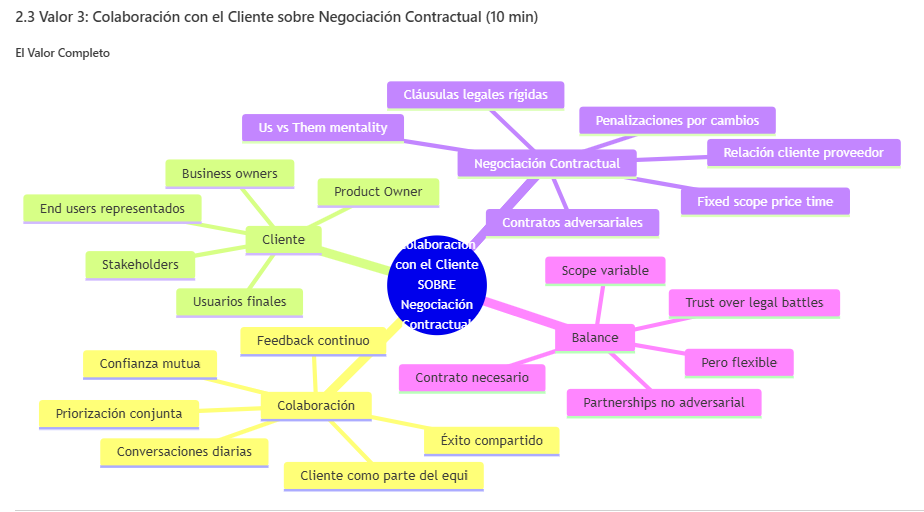 2.3 Valor 3: Colaboración con el Cliente sobre Negociación Contractual (10 min)
El Valor Completo
Colaboración
con el Cliente
SOBRE
Negociación
Contractual
Negociación Contractual
Cláusulas legales rígidas
Us vs Them mentality
Penalizaciones por cambios
Relación cliente proveedor
Fixed scope price time
Contratos adversariales
Cliente
Business owners
Product Owner
End users representados
Stakeholders
Usuarios finales
Balance
Scope variable
Trust over legal battles
Pero flexible
Partnerships no adversarial
Contrato necesario
Colaboración
Feedback continuo
Confianza mutua
Priorización conjunta
Conversaciones diarias
Cliente como parte del equi
Éxito compartido